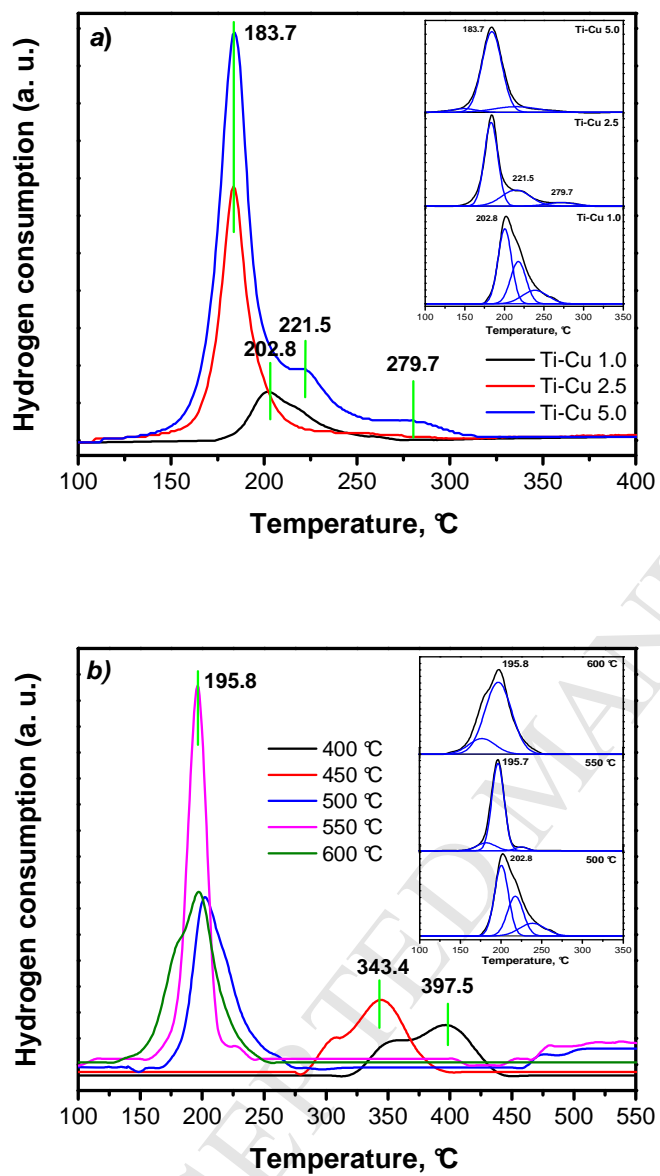 a)
183.7
221.5
202.8
279.7
Hydrogen consumption (a. u.)
Ti-Cu 1.0
Ti-Cu 2.5
Ti-Cu 5.0
100 150 200 250 300 350 400
Temperature, °C
183.7
Ti-Cu 5.0
Ti-Cu 2.5
221.5
279.7
202.8
Ti-Cu 1.0
100 150 200 250 300 350
Temperature, °C
b)
195.8
343.4
397.5
Hydrogen consumption (a. u.)
400 °C
450 °C
500 °C
550 °C
600 °C
100 150 200 250 300 350 400 450 500 550
Temperature, °C
195.8
600 °C
195.7
550 °C
202.8
500 °C
100 150 200 250 300 350
Temperature, °C
EPTED MAN